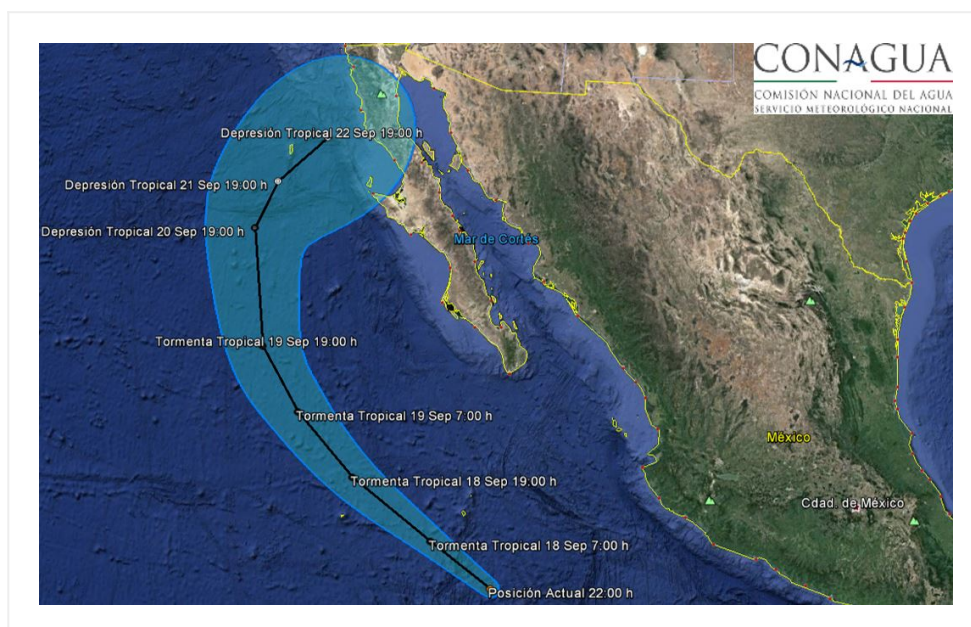 CONAGUA
COMISIÓN NACIONAL DEL AGUA
SERVICIO METEOROLÓGICO NACIONAL
Depresión Tropical 22 Sep 19:00 h
Depresión Tropical 21 Sep 19:00 h
Depresión Tropical 20 Sep 19:00 h
Mar de Cortés
Tormenta Tropical 19 Sep 19:00 h
Tormenta Tropical 19 Sep 7:00 h
México
Tormenta Tropical 18 Sep 19:00 h
Cdad. de México
Tormenta Tropical 18 Sep 7:00 h
Posición Actual 22:00 h